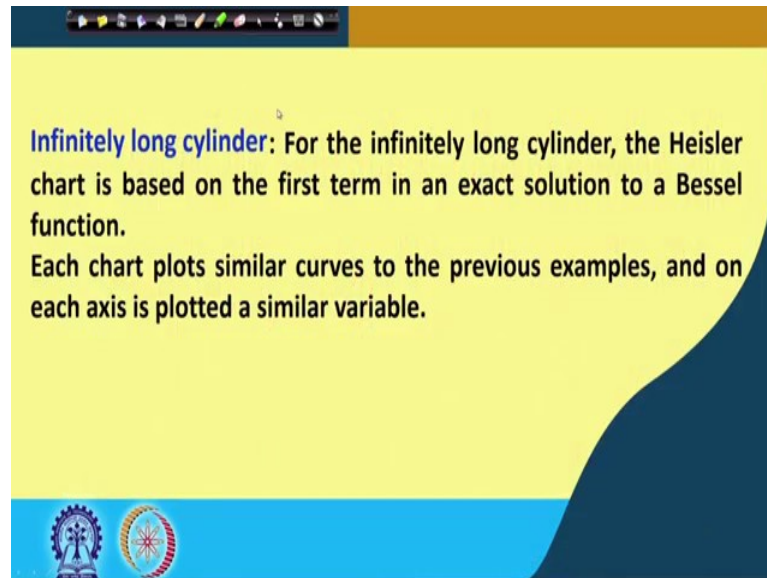 Infinitely long cylinder: For the infinitely long cylinder, the Heisler
chart is based on the first term in an exact solution to a Bessel
function.
Each chart plots similar curves to the previous examples, and on
each axis is plotted a similar variable.